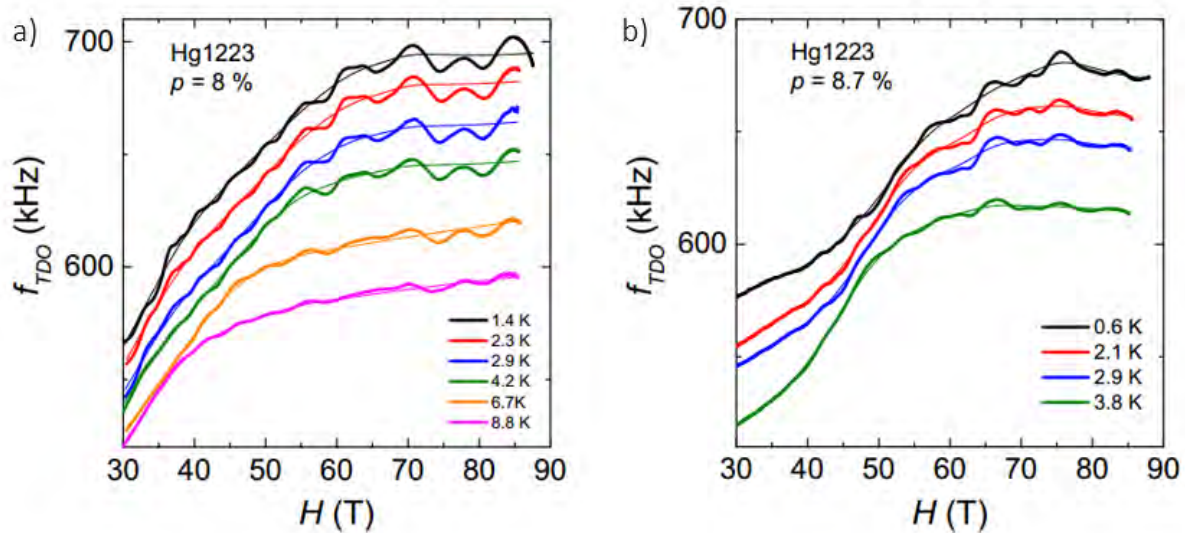 a)
Hg1223
p = 8 %
700
600
f_TDO (kHz)
1.4 K
2.3 K
2.9 K
4.2 K
6.7K
8.8 K
30 40 50 60 70 80 90
H (T)
b)
Hg1223
p = 8.7 %
700
600
f_TDO (kHz)
0.6 K
2.1 K
2.9 K
3.8 K
30 40 50 60 70 80 90
H (T)